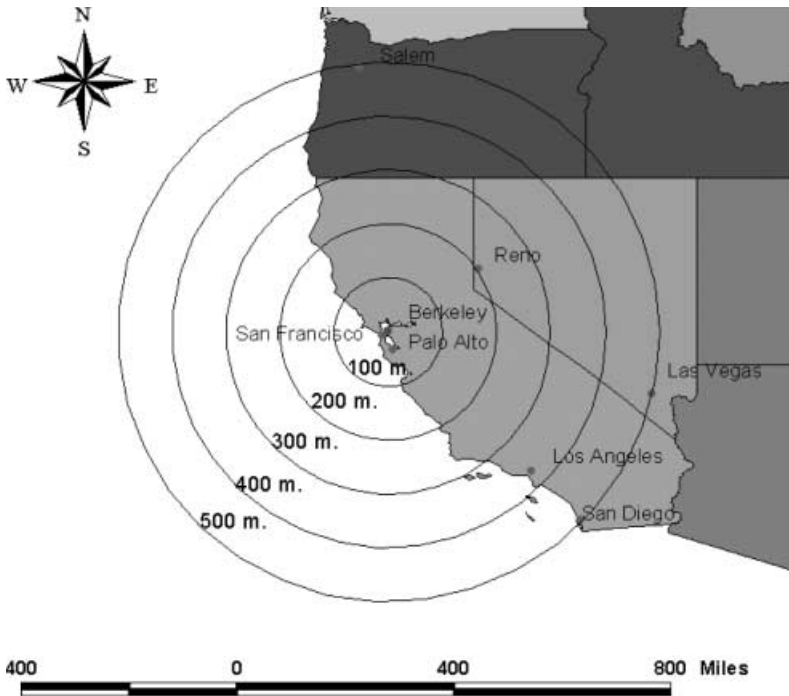 N
W
E
S
Salem
Reno
Berkeley
San Francisco
Palo Alto
100 m.
Las Vegas
200 m.
300 m.
Los Angeles
400 m.
500 m.
San Diego
400 0 400 800 Miles